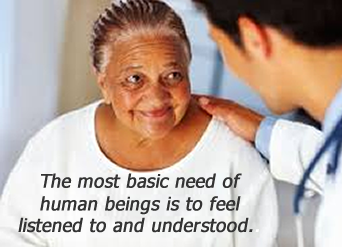 The most basic need of
human beings is to feel
listened to and understood.